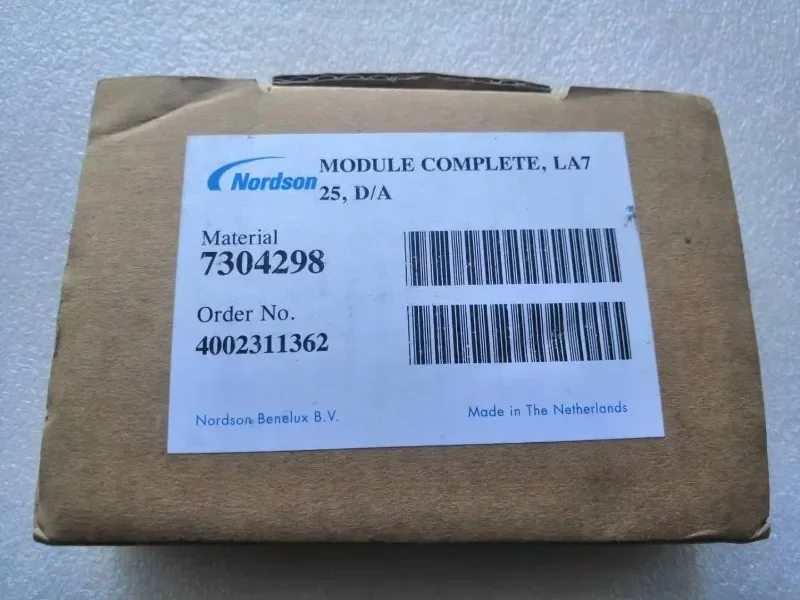 Nordson
MODULE COMPLETE, LA7
25, D/A
Material
7304298
Order No.
4002311362
Nordson Benelux B.V.
Made in The Netherlands